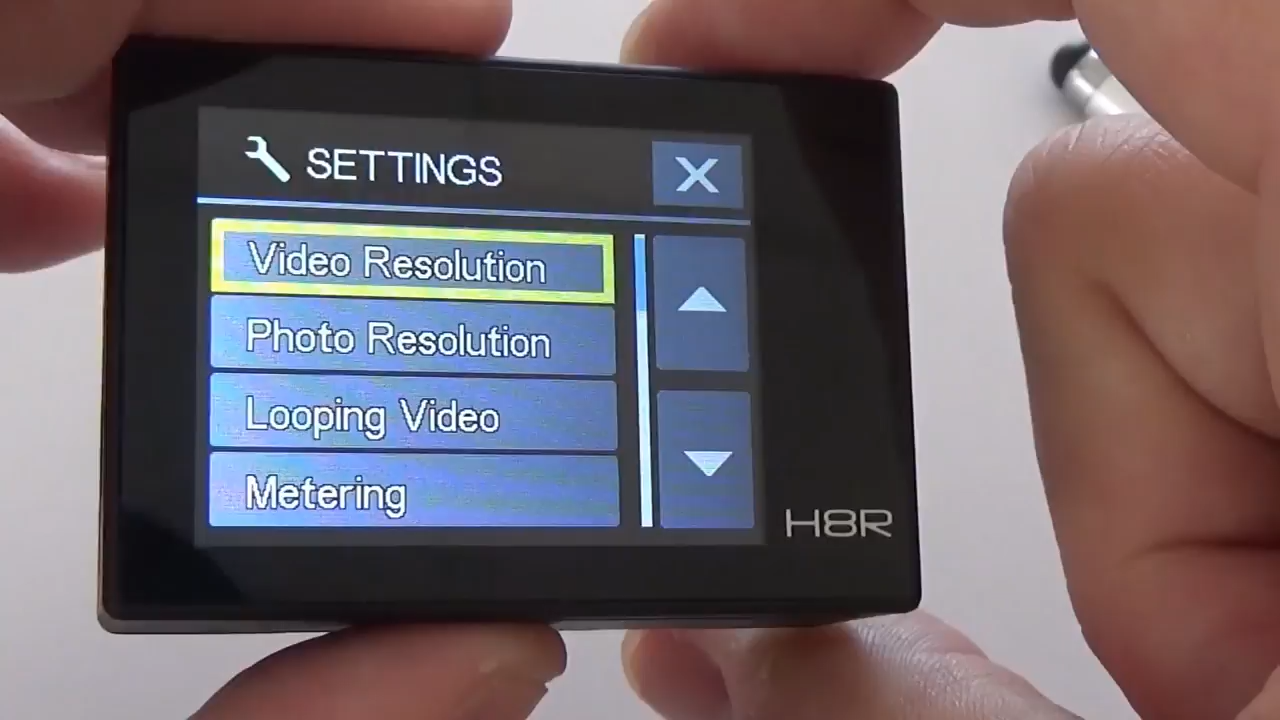 SETTINGS
X
Video Resolution
Photo Resolution
Looping Video
Metering
H8R